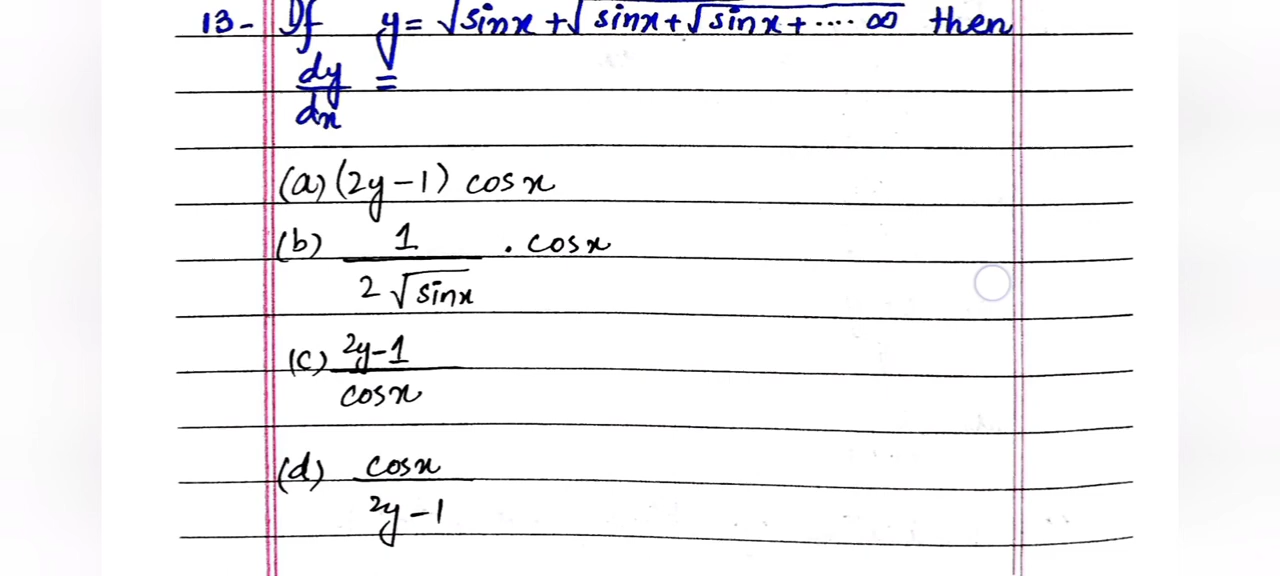 13- If y= √sinx+√sinx+√sinx+.... ∞ then
dy/dx =
(a) (2y-1) cosx
(b) 1/2√sinx . cosx
(c) 2y-1/cosx
(d) cosx/2y-1